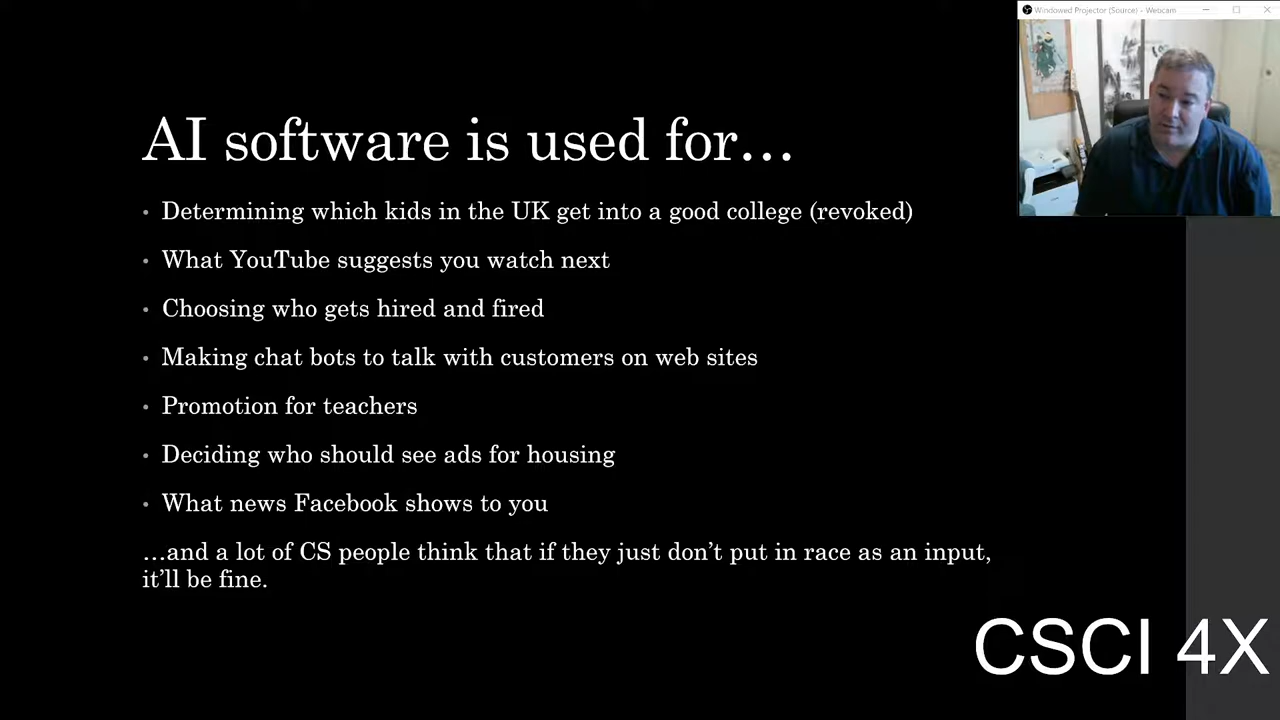 Windowed Projector (Source) - Webcam
AI software is used for…
• Determining which kids in the UK get into a good college (revoked)
• What YouTube suggests you watch next
• Choosing who gets hired and fired
• Making chat bots to talk with customers on web sites
• Promotion for teachers
• Deciding who should see ads for housing
• What news Facebook shows to you
…and a lot of CS people think that if they just don’t put in race as an input,
it’ll be fine.
CSCI 4X